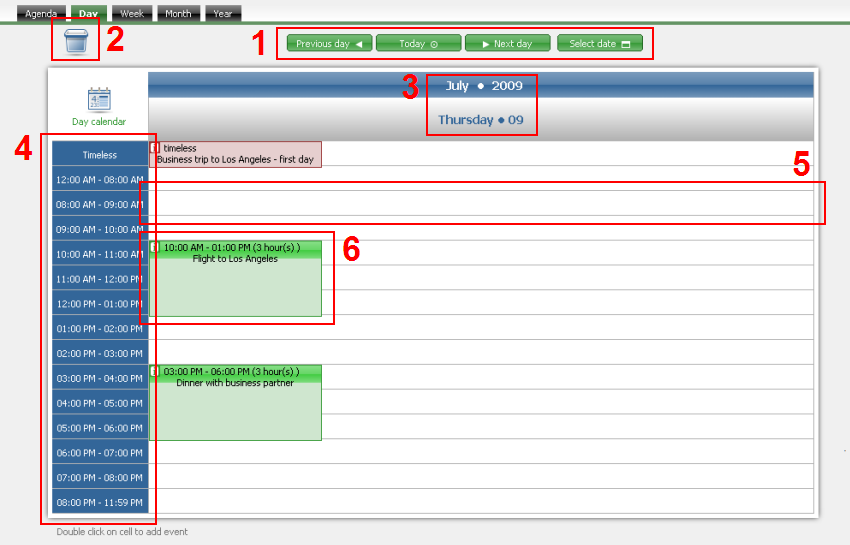 Agenda Day Week Month Year
2
1
Previous day Today Next day Select date
3
July • 2009
Thursday • 09
Day calendar
4
5
6
Timeless
12:00 AM - 08:00 AM
08:00 AM - 09:00 AM
09:00 AM - 10:00 AM
10:00 AM - 11:00 AM
11:00 AM - 12:00 PM
12:00 PM - 01:00 PM
01:00 PM - 02:00 PM
02:00 PM - 03:00 PM
03:00 PM - 04:00 PM
04:00 PM - 05:00 PM
05:00 PM - 06:00 PM
06:00 PM - 07:00 PM
07:00 PM - 08:00 PM
08:00 PM - 11:59 PM
timeless
Business trip to Los Angeles - first day
10:00 AM - 01:00 PM (3 hour(s) )
Flight to Los Angeles
03:00 PM - 06:00 PM (3 hour(s) )
Dinner with business partner
Double click on cell to add event